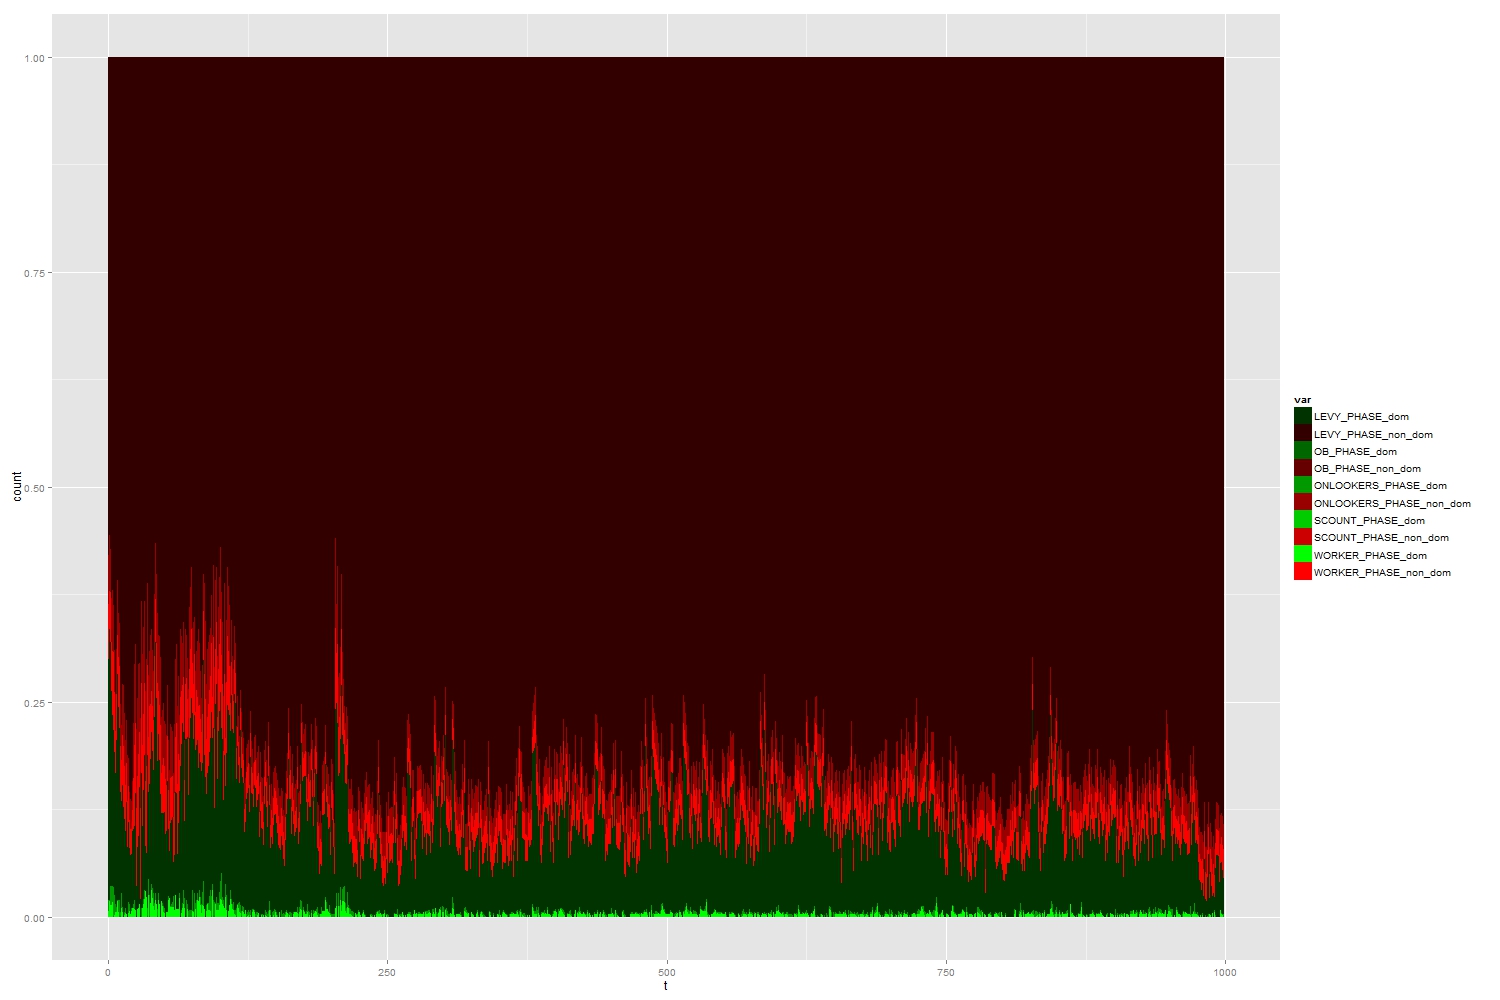 1.00
0.75
0.50
0.25
0.00
count
0
250
500
750
1000
t
var
LEVY_PHASE_dom
LEVY_PHASE_non_dom
OB_PHASE_dom
OB_PHASE_non_dom
ONLOOKERS_PHASE_dom
ONLOOKERS_PHASE_non_dom
SCOUNT_PHASE_dom
SCOUNT_PHASE_non_dom
WORKER_PHASE_dom
WORKER_PHASE_non_dom